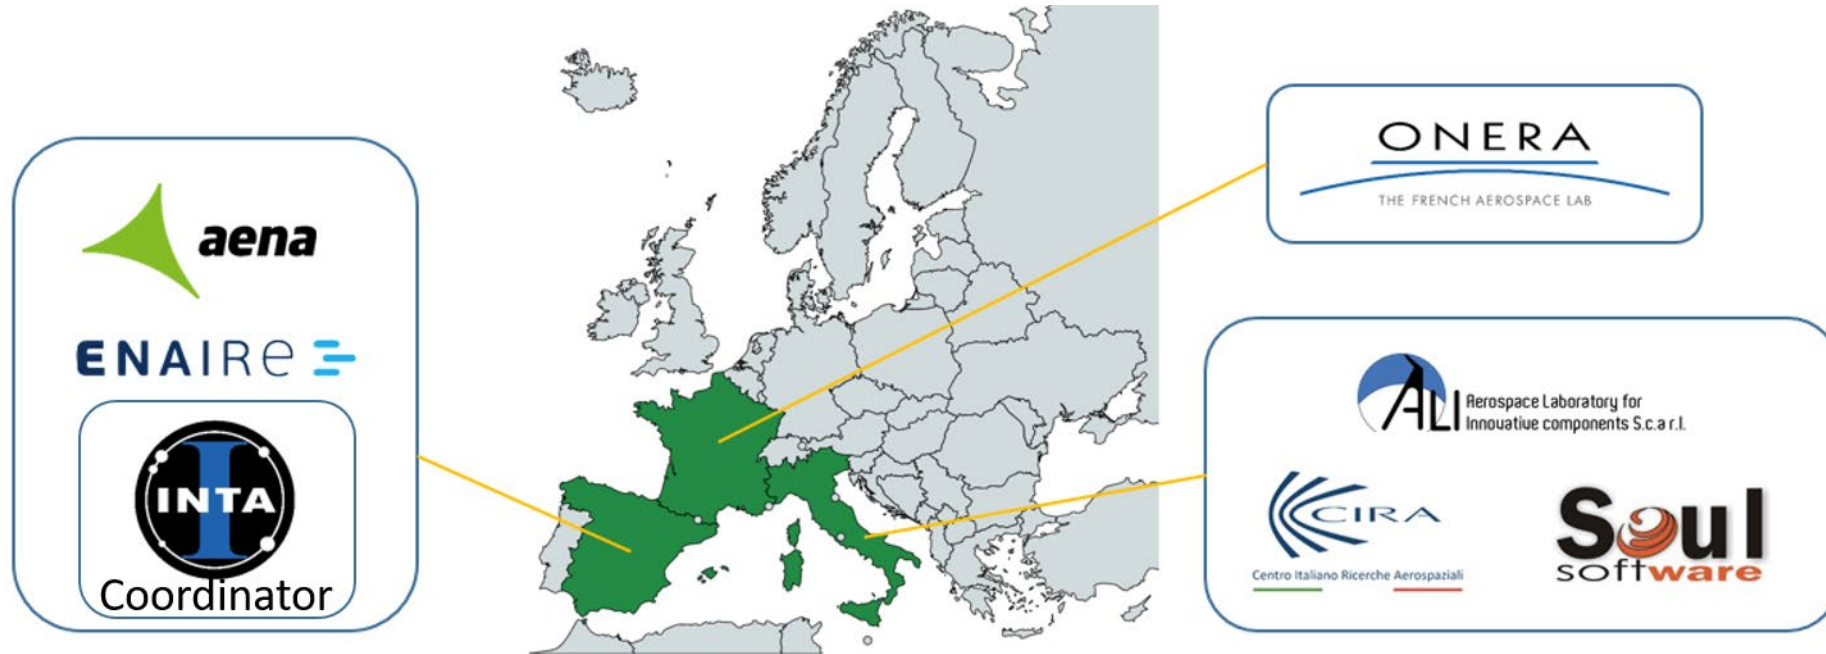 aena
ENAIRe
INTA
Coordinator
ONERA
THE FRENCH AEROSPACE LAB
ALI Aerospace Laboratory for
Innovative components S.c.a r.l.
CIRA
Centro Italiano Ricerche Aerospaziali
Soul
software